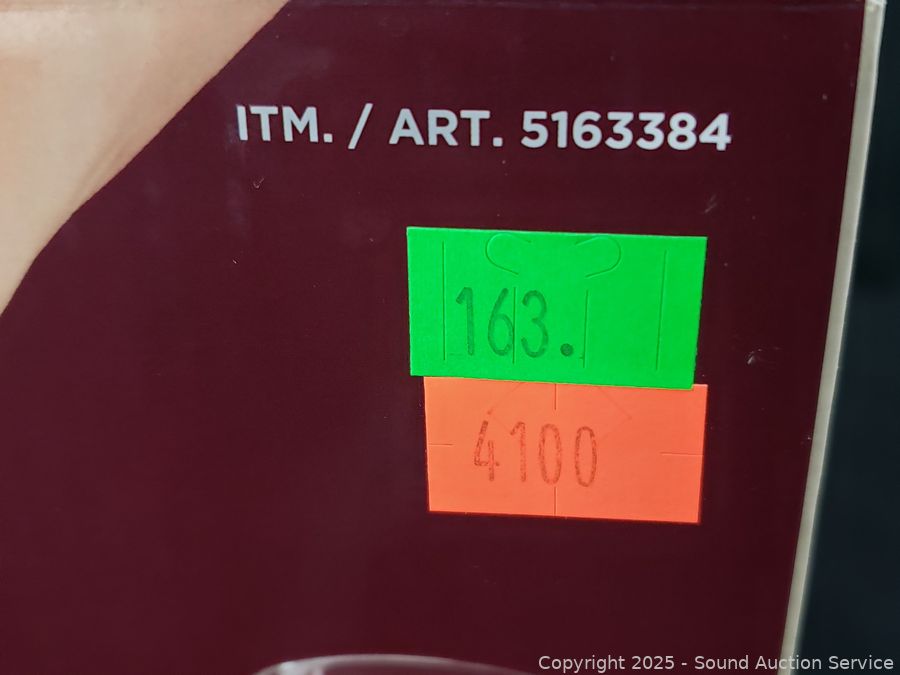 ITM. / ART. 5163384
163.
4100
Copyright 2025 - Sound Auction Service